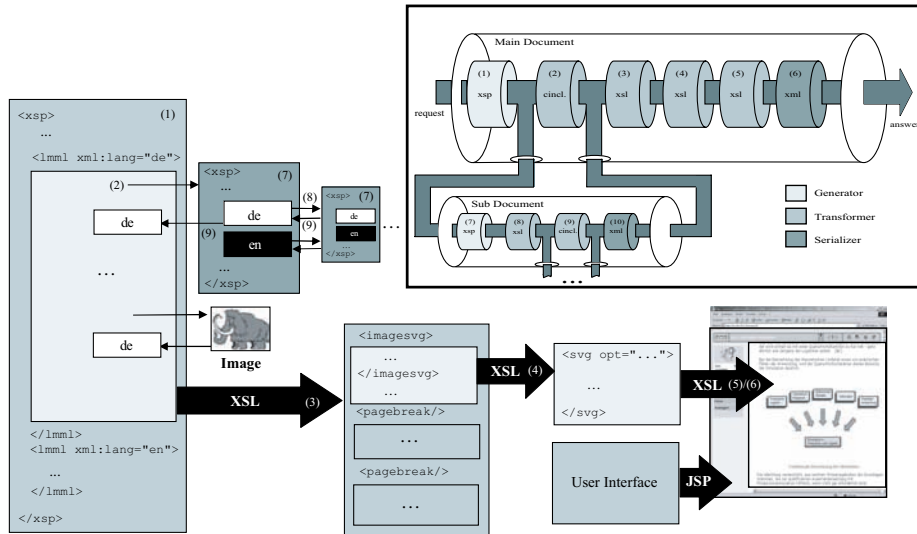 <xsp> (1)
...
<lmml xml:lang="de">
(2)
de
...
de
</lmml>
<lmml xml:lang="en">
...
</lmml>
</xsp>
<xsp> (7)
...
de
(9)
en
...
</xsp>
(8)
(9)
<xsp> (7)
de
en
...
</xsp>
...
Image
XSL (3)
<imagesvg>
...
</imagesvg>
...
<pagebreak/>
...
<pagebreak/>
...
XSL (4)
<svg opt="...">
...
</svg>
XSL (5)/(6)
User Interface
JSP
Main Document
request
(1)
xsp
(2)
cincl.
(3)
xsl
(4)
xsl
(5)
xsl
(6)
xml
answer
Sub Document
(7)
xsp
(8)
xsl
(9)
cincl.
(10)
xml
...
Generator
Transformer
Serializer